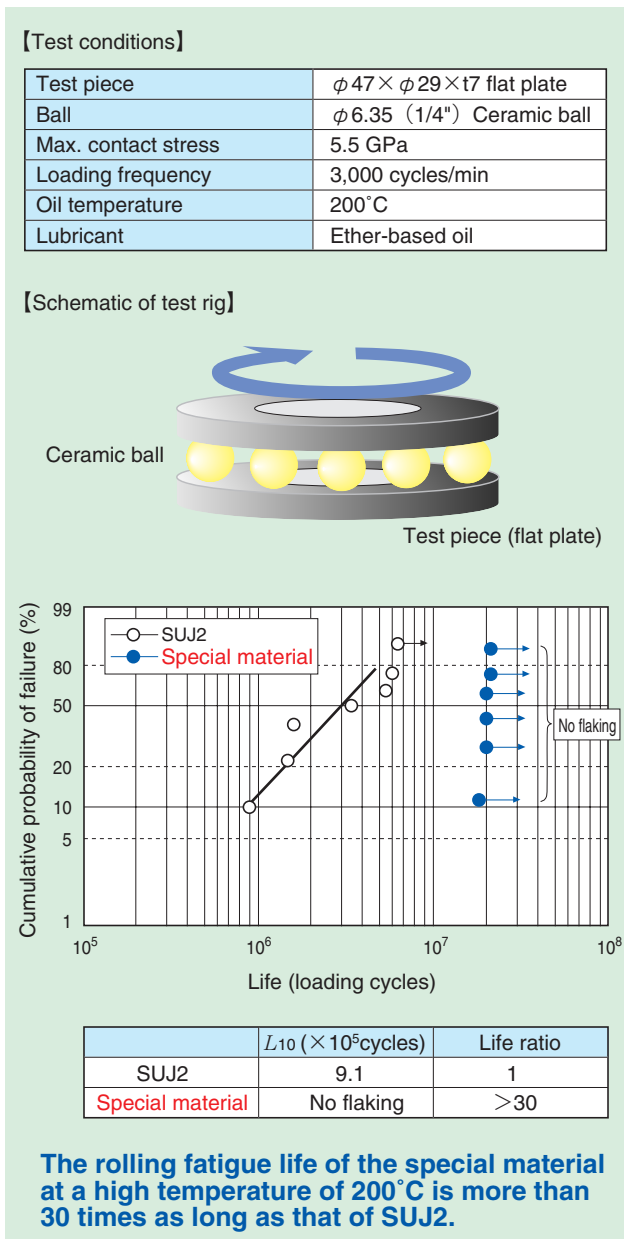 【Test conditions】
Test piece φ47×φ29×t7 flat plate
Ball φ6.35（1/4"）Ceramic ball
Max. contact stress 5.5 GPa
Loading frequency 3,000 cycles/min
Oil temperature 200˚C
Lubricant Ether-based oil
【Schematic of test rig】
Ceramic ball
Test piece (flat plate)
Cumulative probability of failure (%)
99
80
50
20
10
5
1
SUJ2
Special material
No flaking
10⁵ 10⁶ 10⁷ 10⁸
Life (loading cycles)
L10 (×10⁵cycles) Life ratio
SUJ2 9.1 1
Special material No flaking ＞30
The rolling fatigue life of the special material
at a high temperature of 200˚C is more than
30 times as long as that of SUJ2.